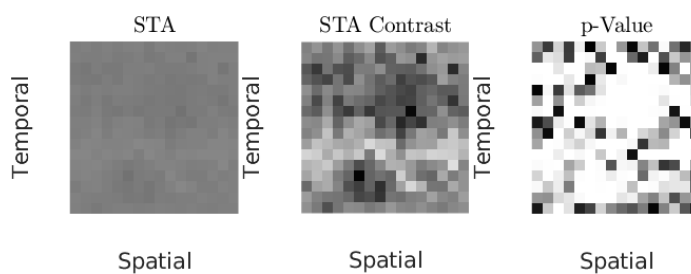 STA
STA Contrast
p-Value
Temporal
Temporal
Temporal
Spatial
Spatial
Spatial